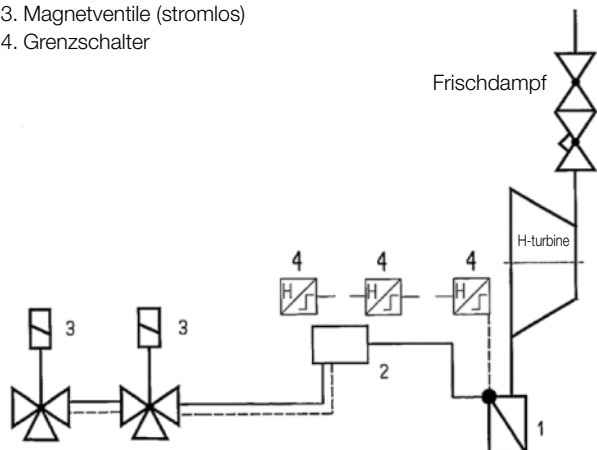 3. Magnetventile (stromlos)
4. Grenzschalter
Frischdampf
H-turbine
4 4 4
H H H
3 3
2
1